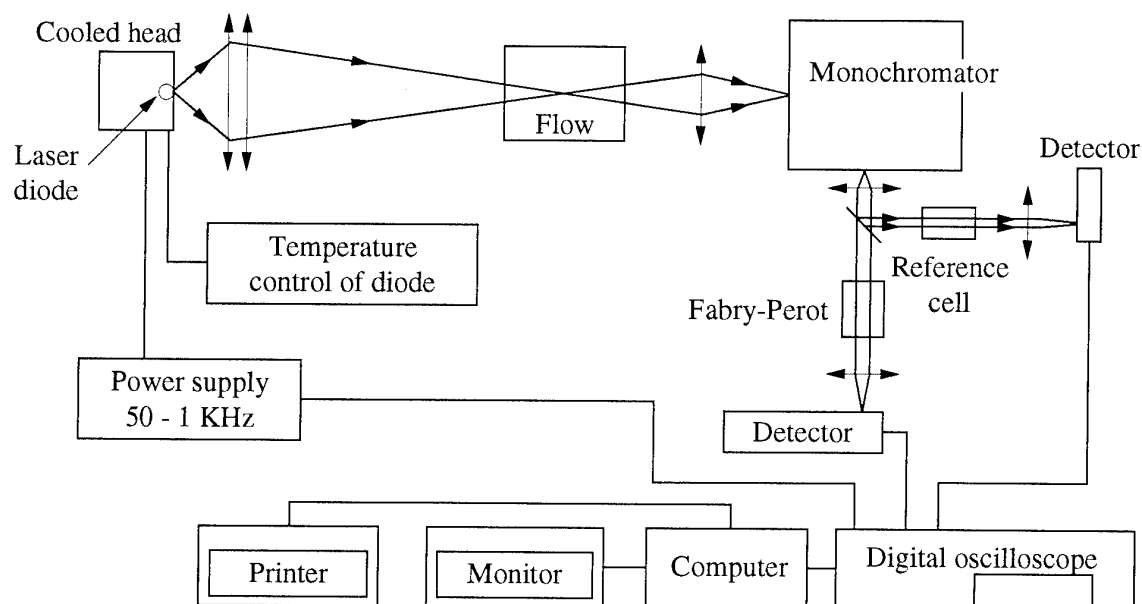 Cooled head
Laser
diode
Flow
Monochromator
Detector
Temperature
control of diode
Reference
cell
Fabry-Perot
Power supply
50 - 1 KHz
Detector
Printer
Monitor
Computer
Digital oscilloscope